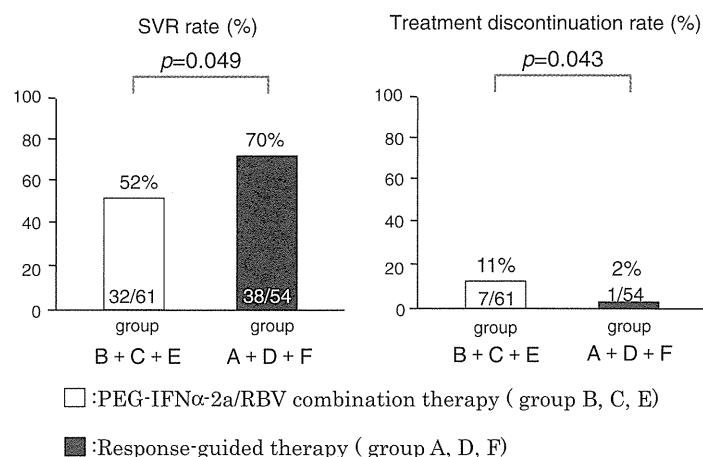 SVR rate (%)
p=0.049
100
80
60
40
20
0
52%
70%
32/61
38/54
group
B + C + E
group
A + D + F
Treatment discontinuation rate (%)
p=0.043
100
80
60
40
20
0
11%
2%
7/61
1/54
group
B + C + E
group
A + D + F
:PEG-IFNα-2a/RBV combination therapy ( group B, C, E)
:Response-guided therapy ( group A, D, F)